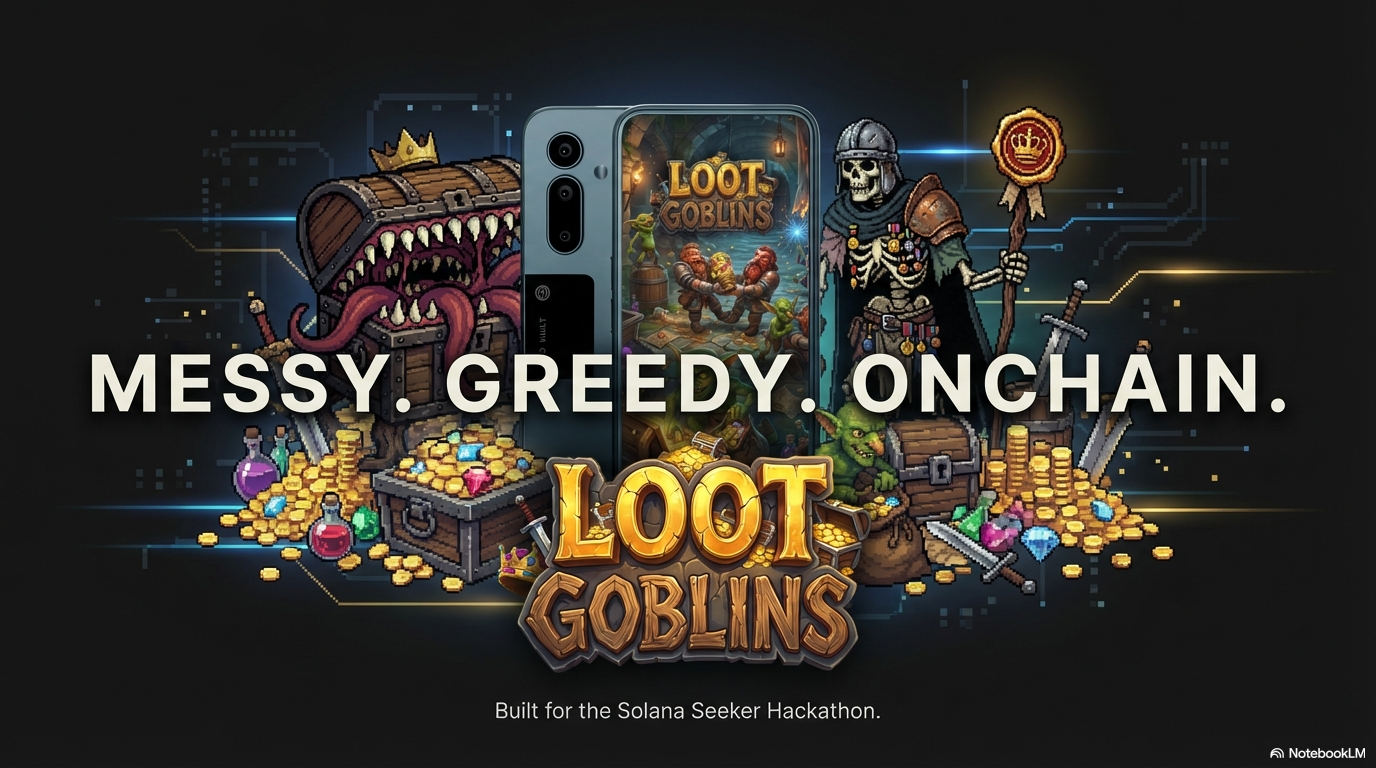 LOOT
GOBLINS
MESSY. GREEDY. ONCHAIN.
LOOT
GOBLINS
Built for the Solana Seeker Hackathon.
NotebookLM